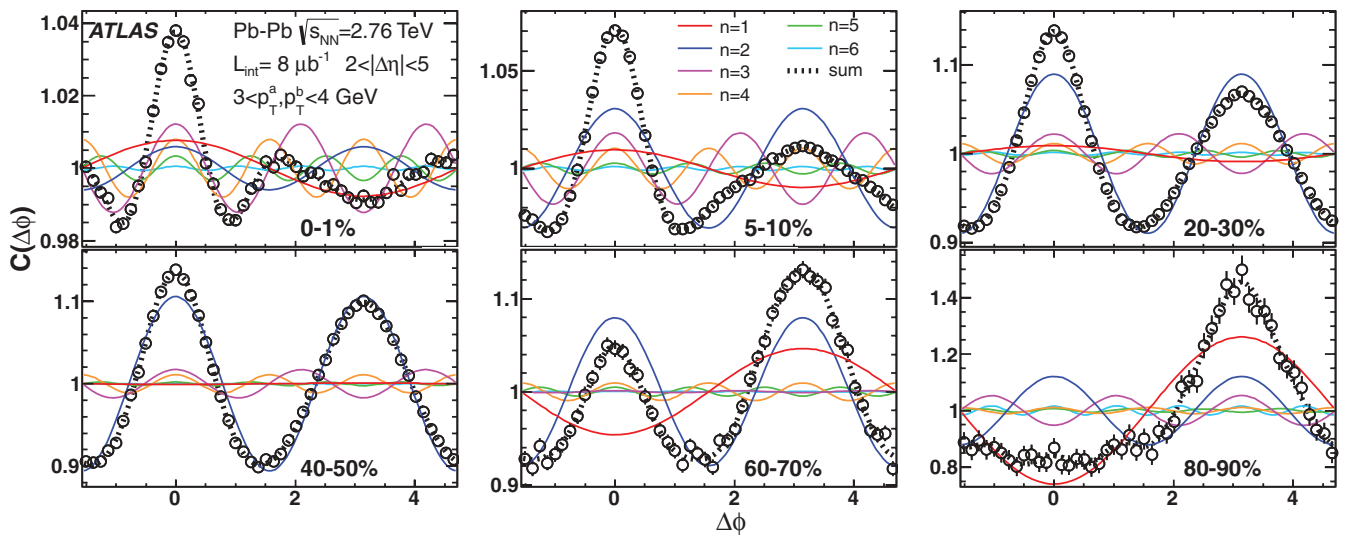 ATLAS
Pb-Pb √s_NN=2.76 TeV
L_int= 8 μb⁻¹ 2<|Δη|<5
3<p_T^a,p_T^b<4 GeV
n=1 n=5
n=2 n=6
n=3 sum
n=4
1.04
1.02
1
0.98
0-1%
1.05
1
5-10%
1.1
1
0.9
20-30%
C(Δϕ)
1.1
1
0.9
40-50%
0 2 4
1.1
1
0.9
60-70%
0 2 4
1.4
1.2
1
0.8
80-90%
0 2 4
Δϕ